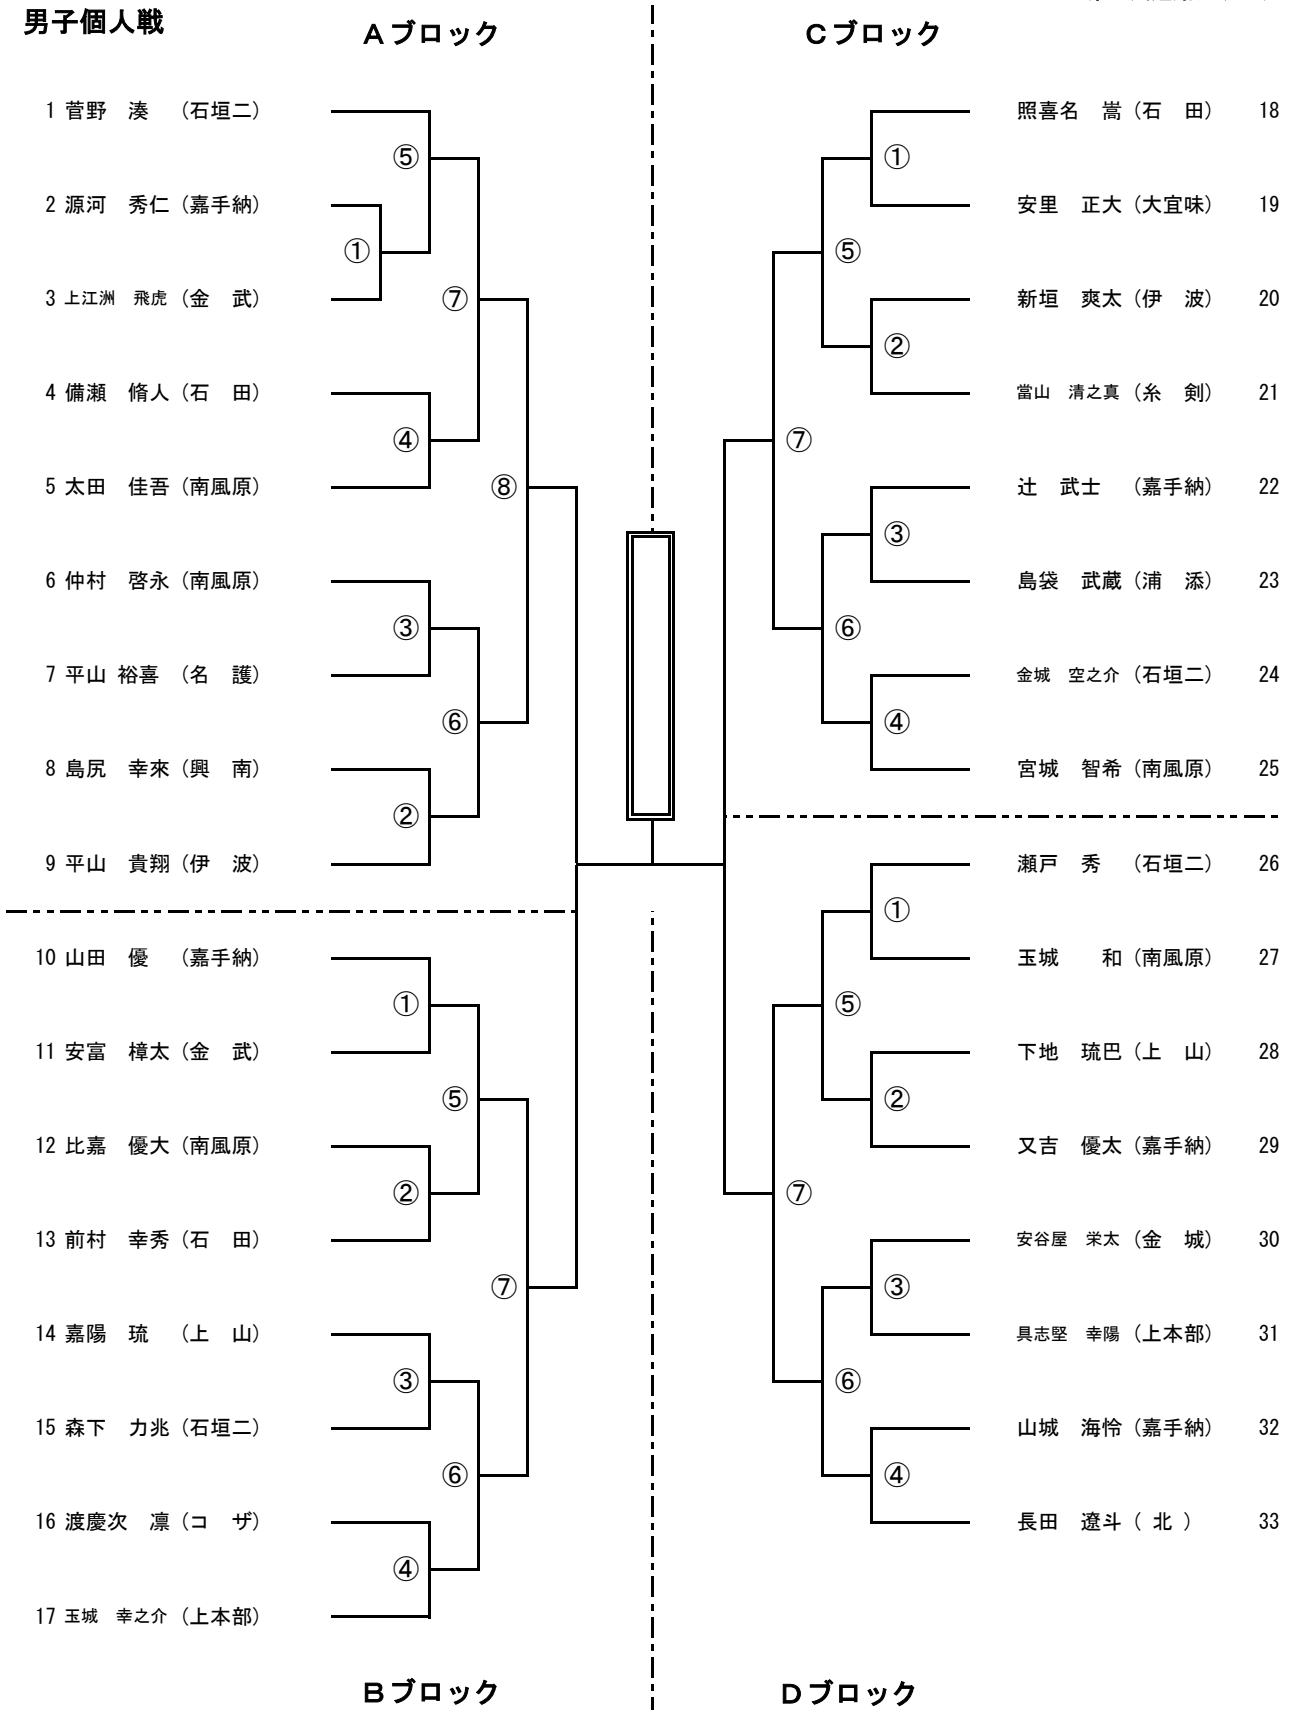 男子個人戦
Aブロック
1 菅野 湊 (石垣二)
2 源河 秀仁 (嘉手納)
3 上江洲 飛虎 (金 武)
4 備瀬 脩人 (石 田)
5 太田 佳吾 (南風原)
6 仲村 啓永 (南風原)
7 平山 裕喜 (名 護)
8 島尻 幸來 (興 南)
9 平山 貴翔 (伊 波)
⑤
①
⑦
④
⑧
③
⑥
②
10 山田 優 (嘉手納)
11 安富 樟太 (金 武)
12 比嘉 優大 (南風原)
13 前村 幸秀 (石 田)
14 嘉陽 琉 (上 山)
15 森下 力兆 (石垣二)
16 渡慶次 凛 (コ ザ)
17 玉城 幸之介 (上本部)
①
⑤
②
⑦
③
⑥
④
Bブロック
Cブロック
照喜名 嵩 (石 田) 18
安里 正大 (大宜味) 19
新垣 爽太 (伊 波) 20
當山 清之真 (糸 剣) 21
辻 武士 (嘉手納) 22
島袋 武蔵 (浦 添) 23
金城 空之介 (石垣二) 24
宮城 智希 (南風原) 25
①
⑤
②
⑦
③
⑥
④
瀬戸 秀 (石垣二) 26
玉城 和 (南風原) 27
下地 琉巴 (上 山) 28
又吉 優太 (嘉手納) 29
安谷屋 栄太 (金 城) 30
具志堅 幸陽 (上本部) 31
山城 海怜 (嘉手納) 32
長田 遼斗 ( 北 ) 33
①
⑤
②
⑦
③
⑥
④
Dブロック